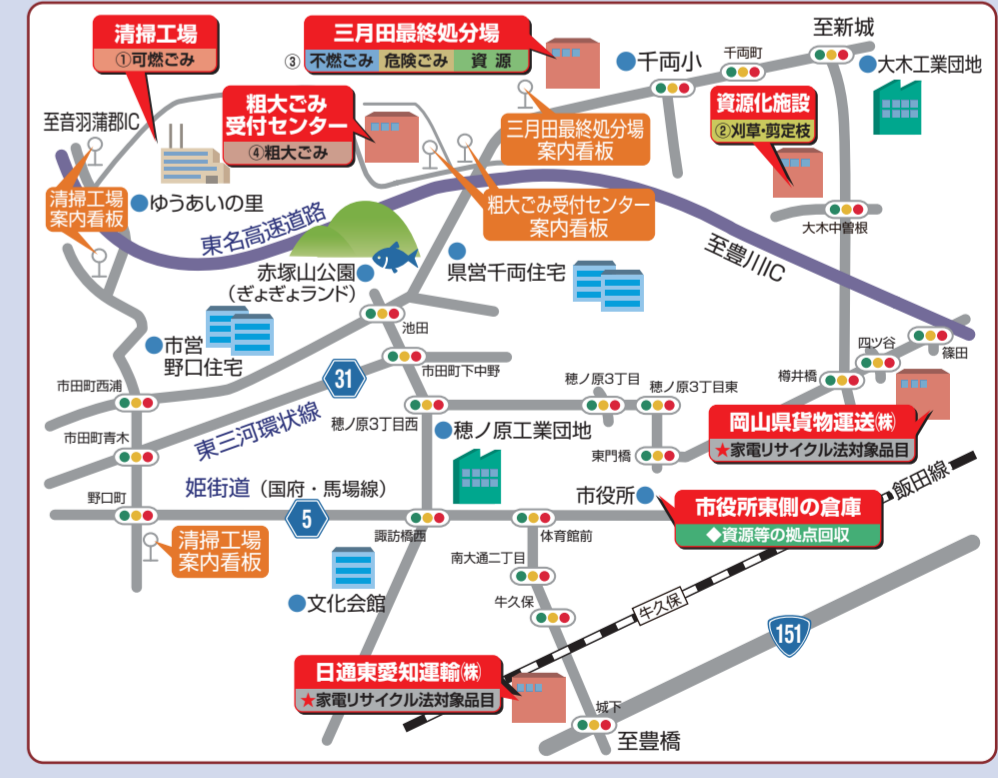 清掃工場
①可燃ごみ
三月田最終処分場
③ 不燃ごみ 危険ごみ 資源
至新城
千両小
千両町
大木工業団地
粗大ごみ
受付センター
④粗大ごみ
資源化施設
②刈草・剪定枝
至音羽蒲郡IC
三月田最終処分場
案内看板
清掃工場
案内看板
ゆうあいの里
粗大ごみ受付センター
案内看板
大木中曽根
東名高速道路
至豊川IC
赤塚山公園
(ぎょぎょランド)
県営千両住宅
池田
市営
野口住宅
四ツ谷
篠田
市田町下中野
31
樽井橋
市田町西浦
穂ノ原3丁目
穂ノ原3丁目東
東三河環状線
穂ノ原3丁目西
穂ノ原工業団地
岡山県貨物運送㈱
★家電リサイクル法対象品目
市田町青木
東門橋
姫街道(国府・馬場線)
飯田線
野口町
5
市役所
市役所東側の倉庫
◆資源等の拠点回収
清掃工場
案内看板
諏訪橋西
体育館前
南大通二丁目
文化会館
牛久保
牛久保
151
日通東愛知運輸㈱
★家電リサイクル法対象品目
城下
至豊橋